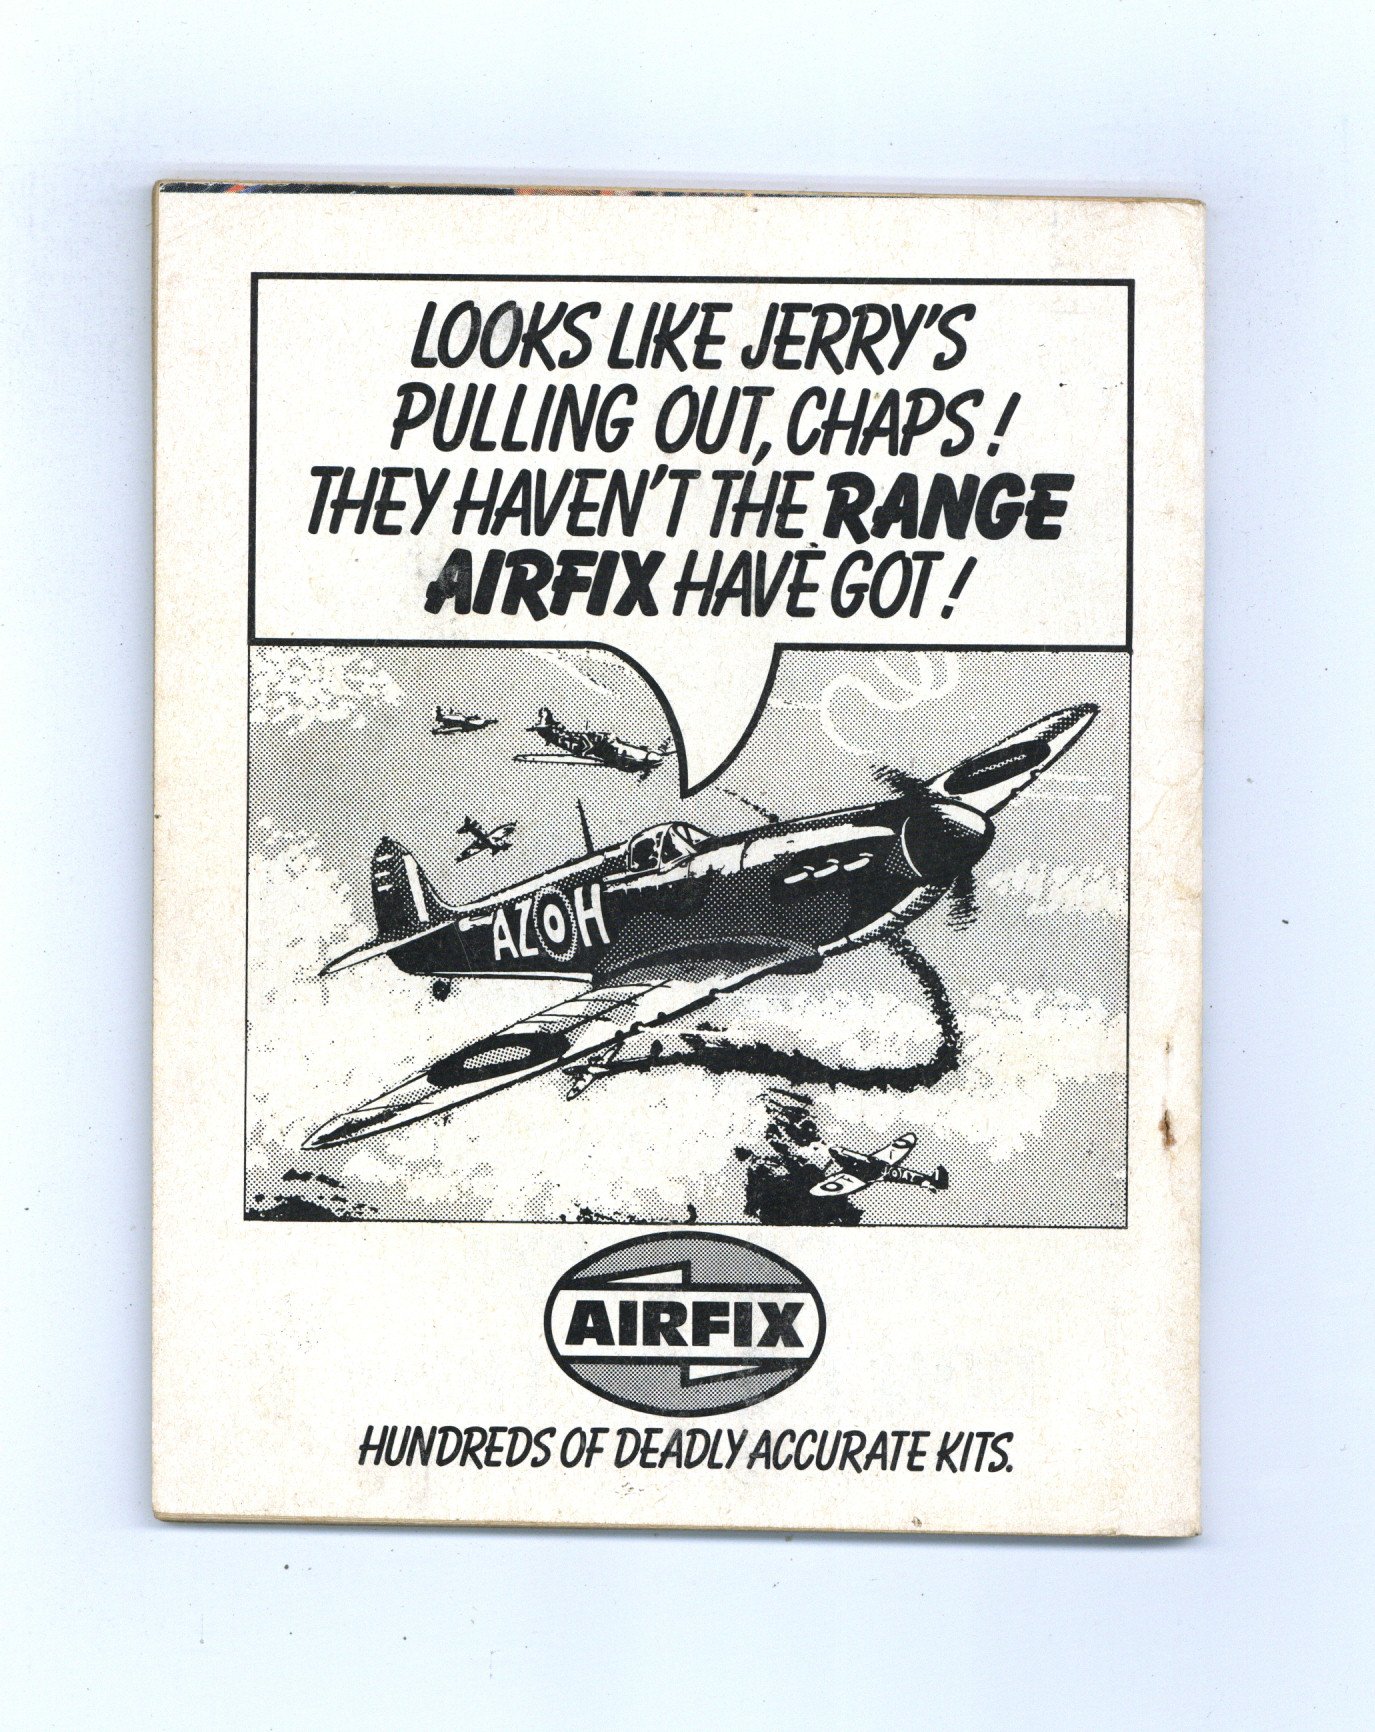 LOOKS LIKE JERRY'S
PULLING OUT, CHAPS!
THEY HAVEN'T THE RANGE
AIRFIX HAVE GOT!
AZ H
AIRFIX
HUNDREDS OF DEADLY ACCURATE KITS.